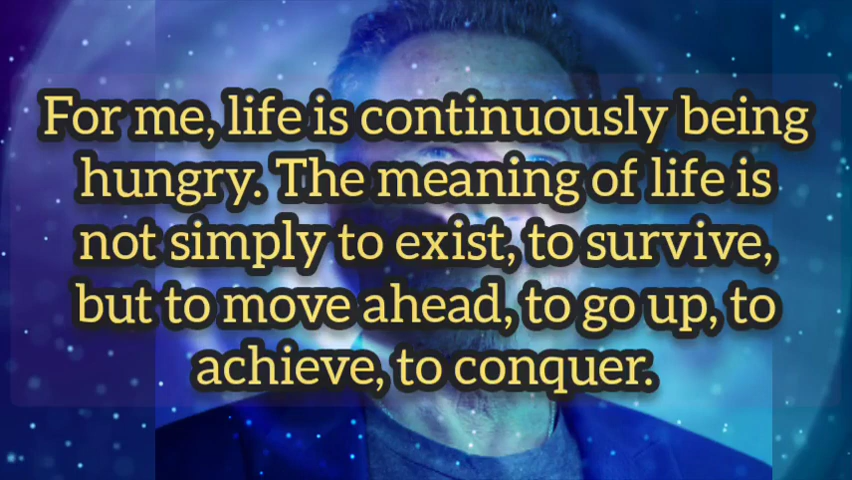 For me, life is continuously being
hungry. The meaning of life is
not simply to exist, to survive,
but to move ahead, to go up, to
achieve, to conquer.